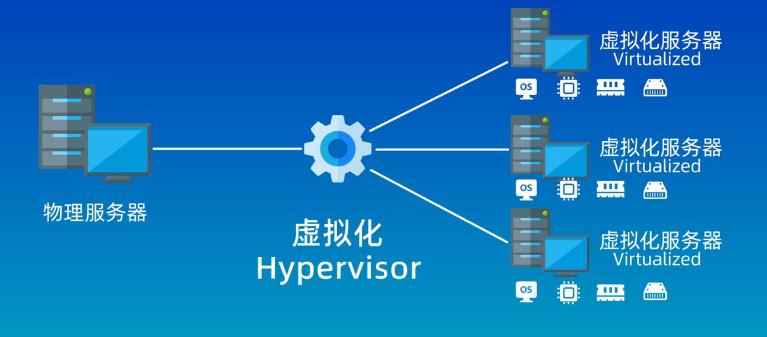 物理服务器
虚拟化
Hypervisor
虚拟化服务器
Virtualized
OS
虚拟化服务器
Virtualized
OS
虚拟化服务器
Virtualized
OS